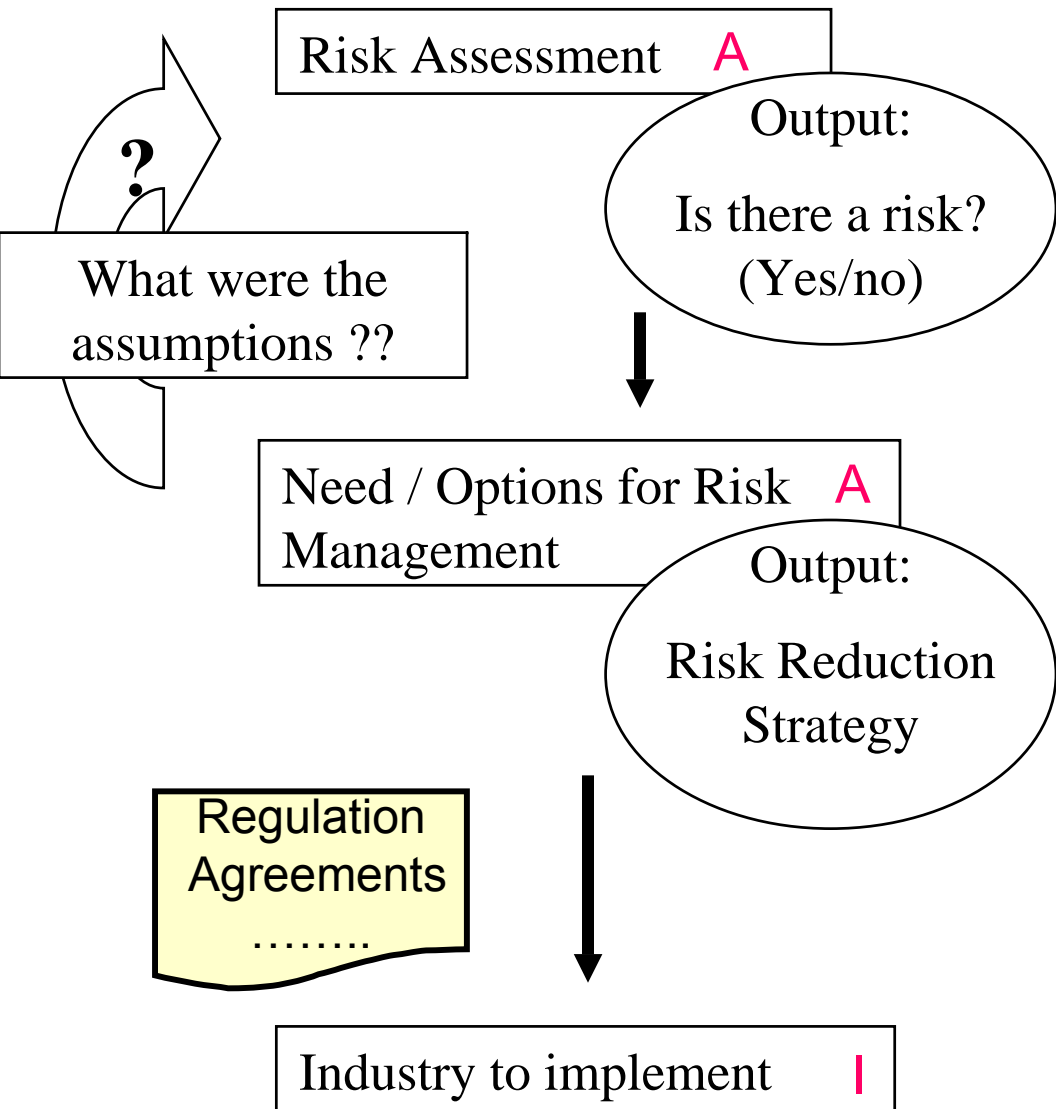 Risk Assessment A
Output:
Is there a risk?
(Yes/no)
?
What were the
assumptions ??
Need / Options for Risk A
Management
Output:
Risk Reduction
Strategy
Regulation
Agreements
……..
Industry to implement I